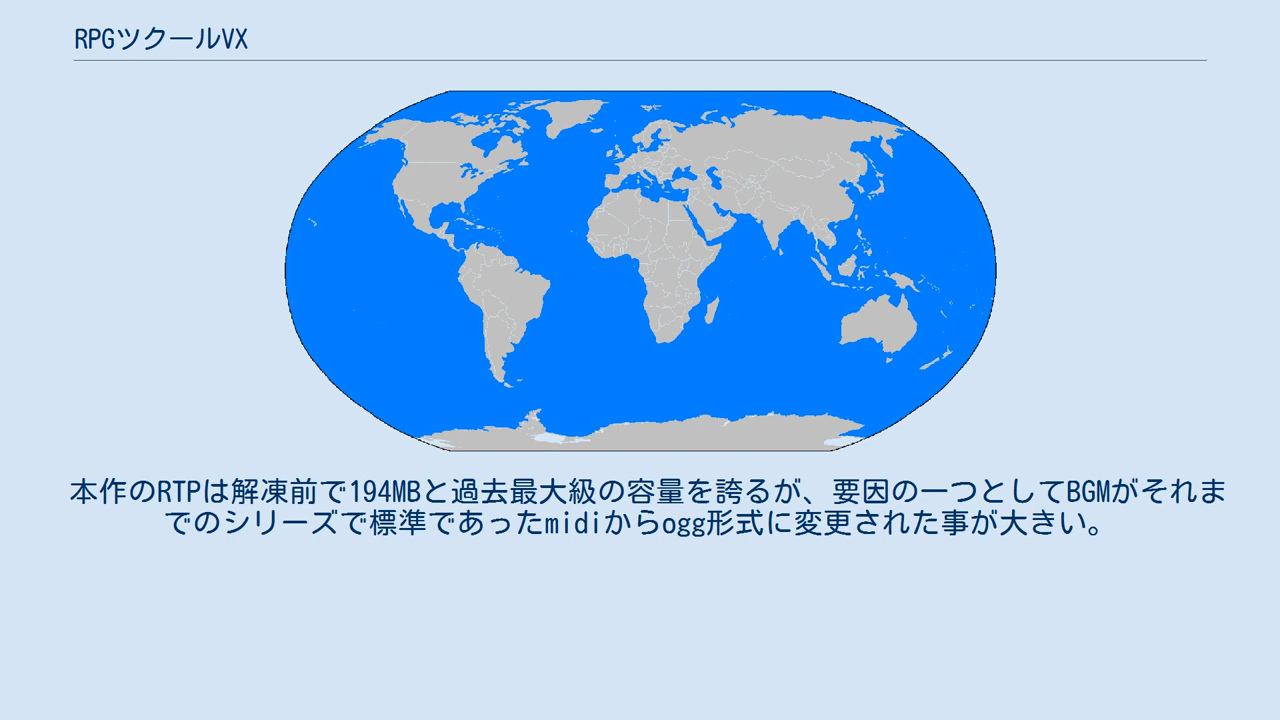 RPGツクールVX
本作のRTPは解凍前で194MBと過去最大級の容量を誇るが、要因の一つとしてBGMがそれま
でのシリーズで標準であったmidiからogg形式に変更された事が大きい。